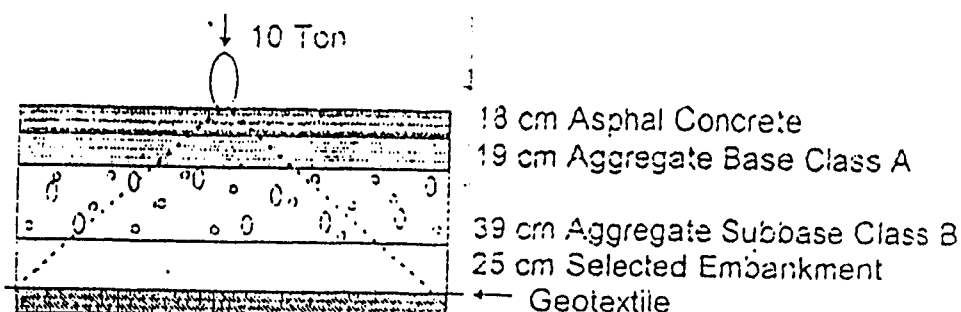 10 Ton
18 cm Asphal Concrete
19 cm Aggregate Base Class A
39 cm Aggregate Subbase Class B
25 cm Selected Embankment
Geotextile